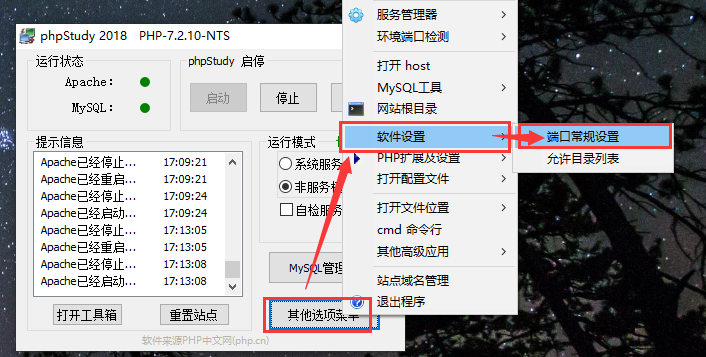 phpStudy 2018 PHP-7.2.10-NTS
运行状态
Apache:
MySQL:
phpStudy 启停
启动
停止
提示信息
Apache已经停止... 17:09:21
Apache已经重启... 17:09:21
Apache已经停止... 17:09:24
Apache已经启动... 17:09:24
Apache已经停止... 17:13:05
Apache已经重启... 17:13:05
Apache已经停止... 17:13:08
Apache已经启动... 17:13:08
打开工具箱
重置站点
运行模式
系统服务
非服务模
自检服务
MySQL管理
其他选项菜单
软件来源PHP中文网(php.cn)
服务管理器
环境端口检测
打开 host
MySQL工具
网站根目录
软件设置
PHP扩展及设置
打开配置文件
打开文件位置
cmd 命令行
其他高级应用
站点域名管理
退出程序
端口常规设置
允许目录列表